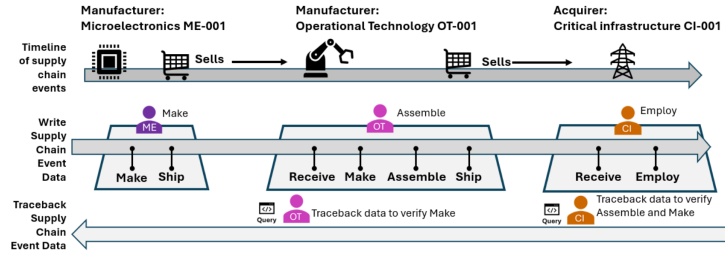 Manufacturer:
Microelectronics ME-001
Manufacturer:
Operational Technology OT-001
Acquirer:
Critical infrastructure CI-001
Timeline
of supply
chain
events
Sells
Sells
Write
Supply
Chain
Event
Data
Make
ME
Assemble
OT
Employ
CI
Make
Ship
Receive
Make
Assemble
Ship
Receive
Employ
Traceback
Supply
Chain
Event Data
</>
Query
OT
Traceback data to verify Make
</>
Query
CI
Traceback data to verify
Assemble and Make